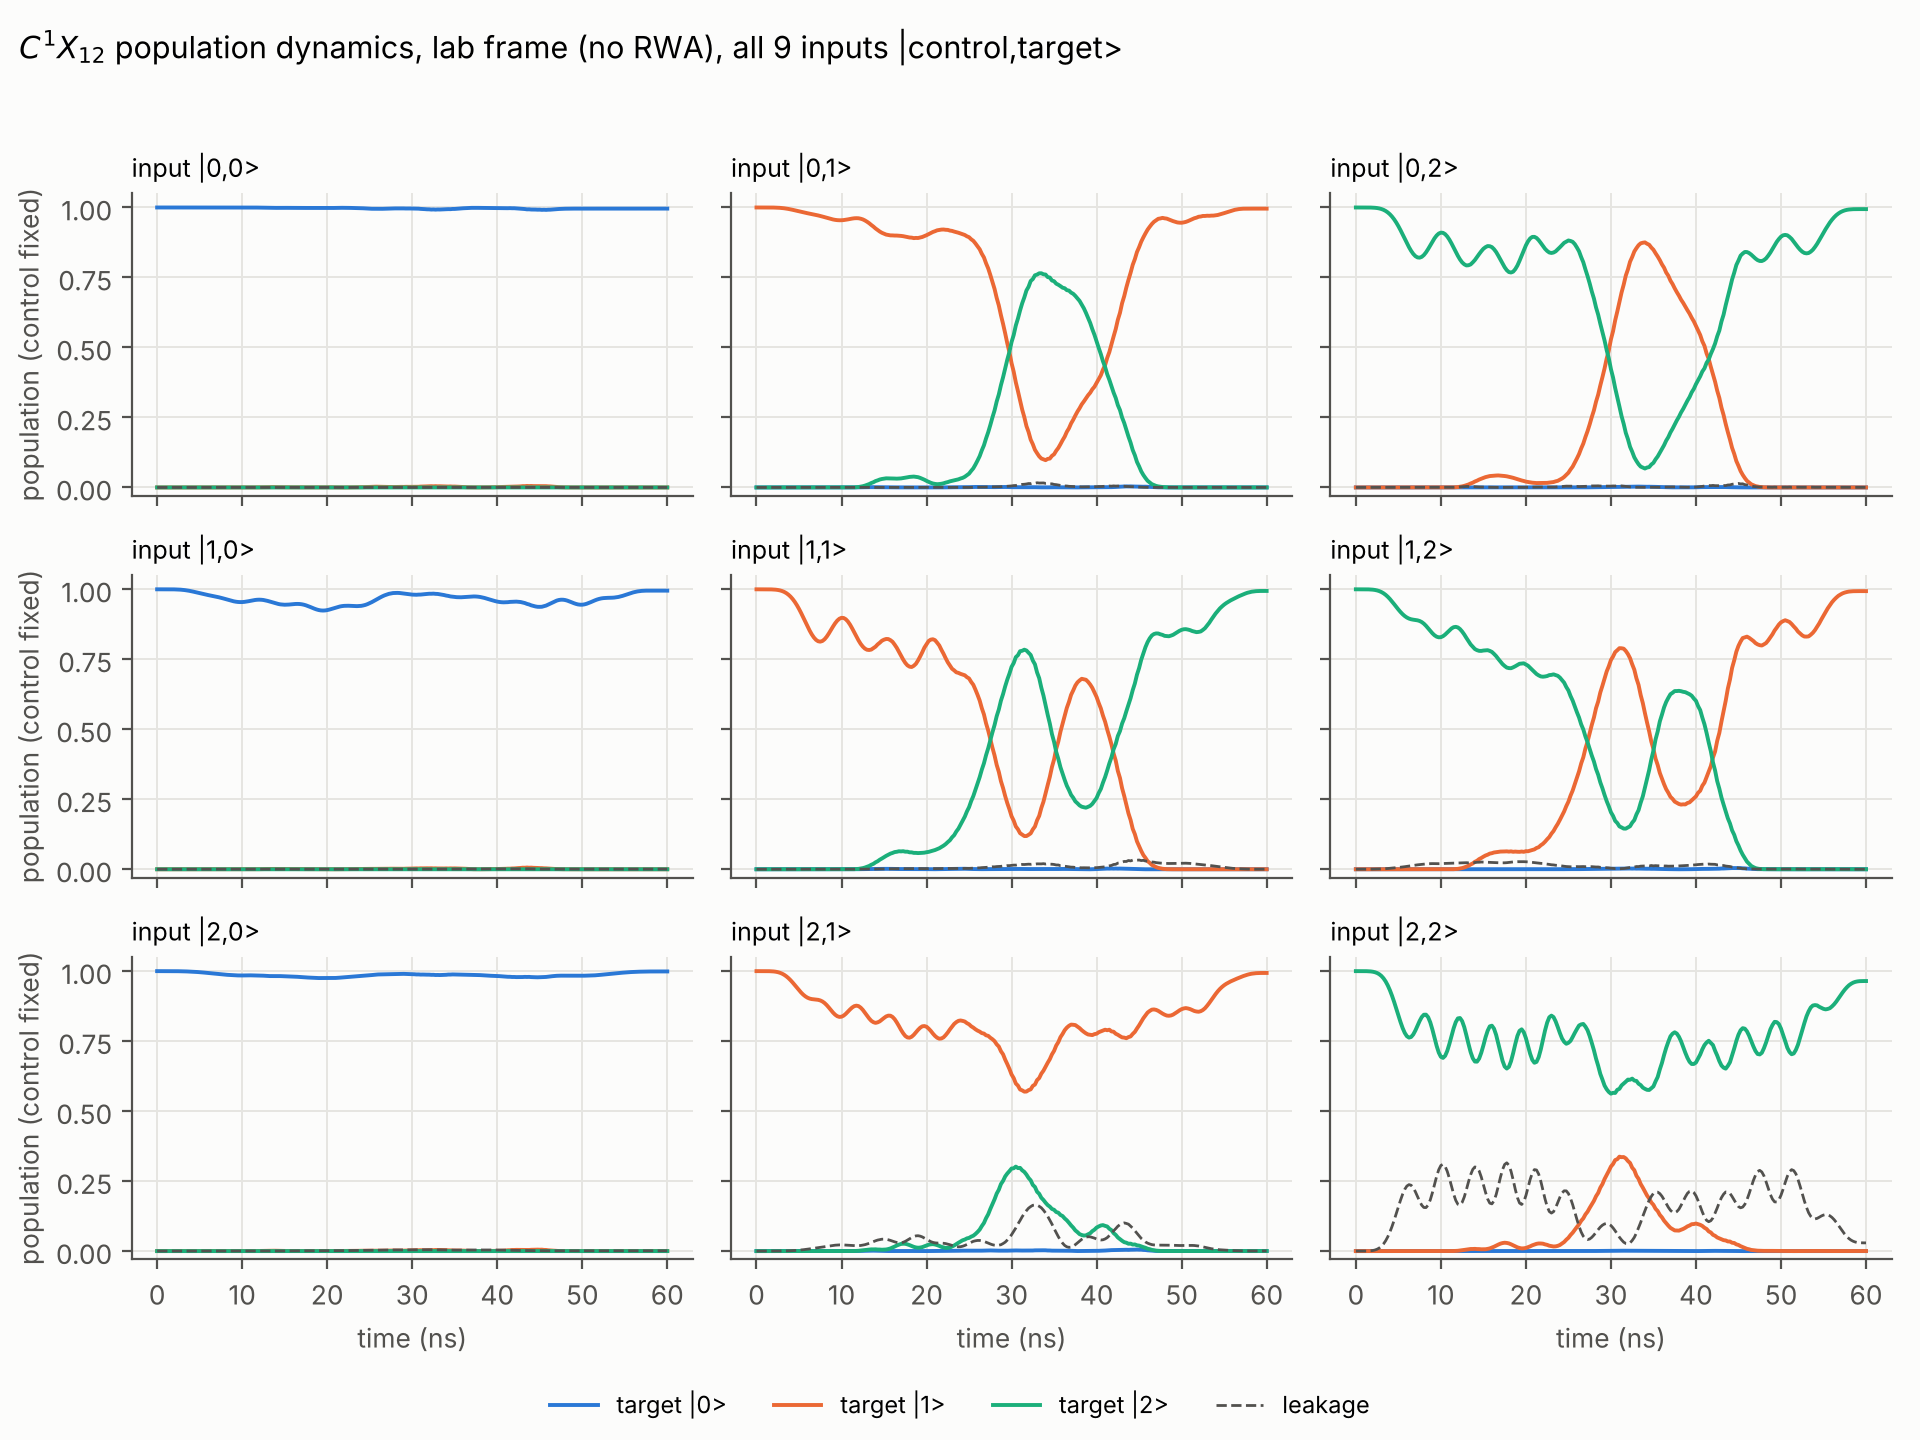 C¹X₁₂ population dynamics, lab frame (no RWA), all 9 inputs |control,target>
input |0,0>
input |0,1>
input |0,2>
population (control fixed)
1.00
0.75
0.50
0.25
0.00
input |1,0>
input |1,1>
input |1,2>
population (control fixed)
1.00
0.75
0.50
0.25
0.00
input |2,0>
input |2,1>
input |2,2>
population (control fixed)
1.00
0.75
0.50
0.25
0.00
0 10 20 30 40 50 60
0 10 20 30 40 50 60
0 10 20 30 40 50 60
time (ns)
time (ns)
time (ns)
target |0>
target |1>
target |2>
leakage